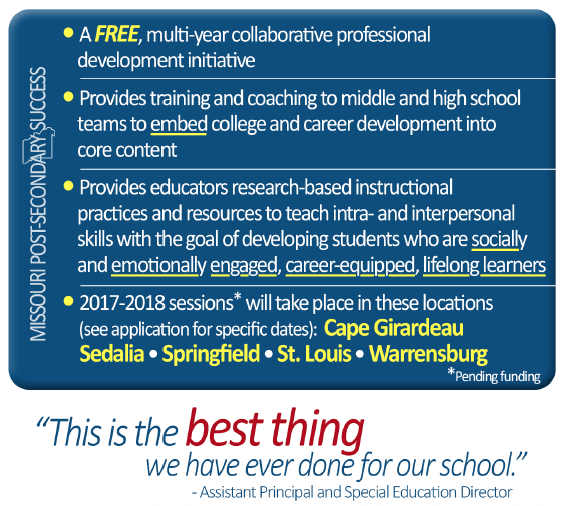 MISSOURI POST-SECONDARY SUCCESS
• A FREE, multi-year collaborative professional
development initiative
• Provides training and coaching to middle and high school
teams to embed college and career development into
core content
• Provides educators research-based instructional
practices and resources to teach intra- and interpersonal
skills with the goal of developing students who are socially
and emotionally engaged, career-equipped, lifelong learners
• 2017-2018 sessions* will take place in these locations
(see application for specific dates): Cape Girardeau
Sedalia • Springfield • St. Louis • Warrensburg
*Pending funding
“This is the best thing
we have ever done for our school.”
- Assistant Principal and Special Education Director